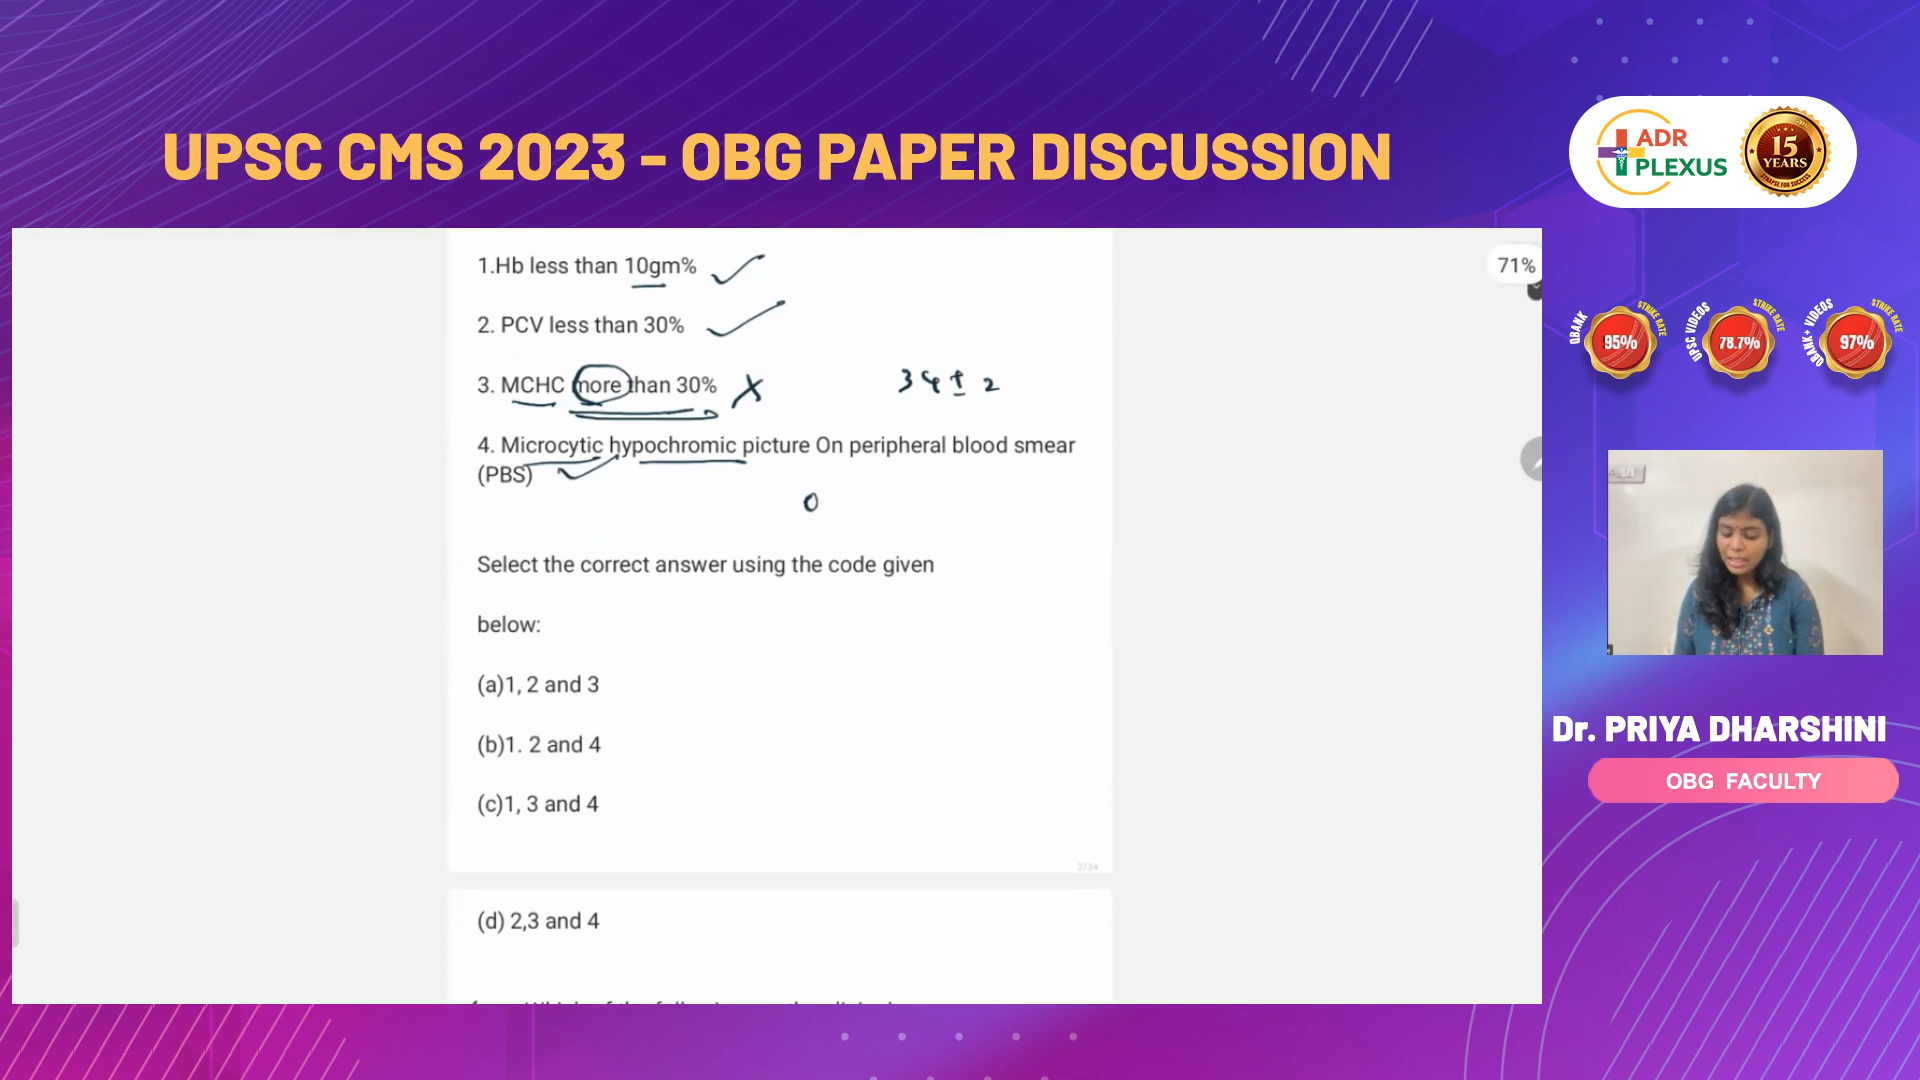 UPSC CMS 2023 - OBG PAPER DISCUSSION
ADR
PLEXUS
15
YEARS
1.Hb less than 10gm%
71%
2. PCV less than 30%
QBANK
STRIKE RATE
95%
UPSC VIDEOS
STRIKE RATE
78.7%
QBANK+ VIDEOS
STRIKE RATE
97%
3. MCHC more than 30%
34 ± 2
4. Microcytic hypochromic picture On peripheral blood smear
(PBS)
Select the correct answer using the code given
below:
(a)1, 2 and 3
(b)1. 2 and 4
(c)1, 3 and 4
2/34
(d) 2,3 and 4
Dr. PRIYA DHARSHINI
OBG FACULTY